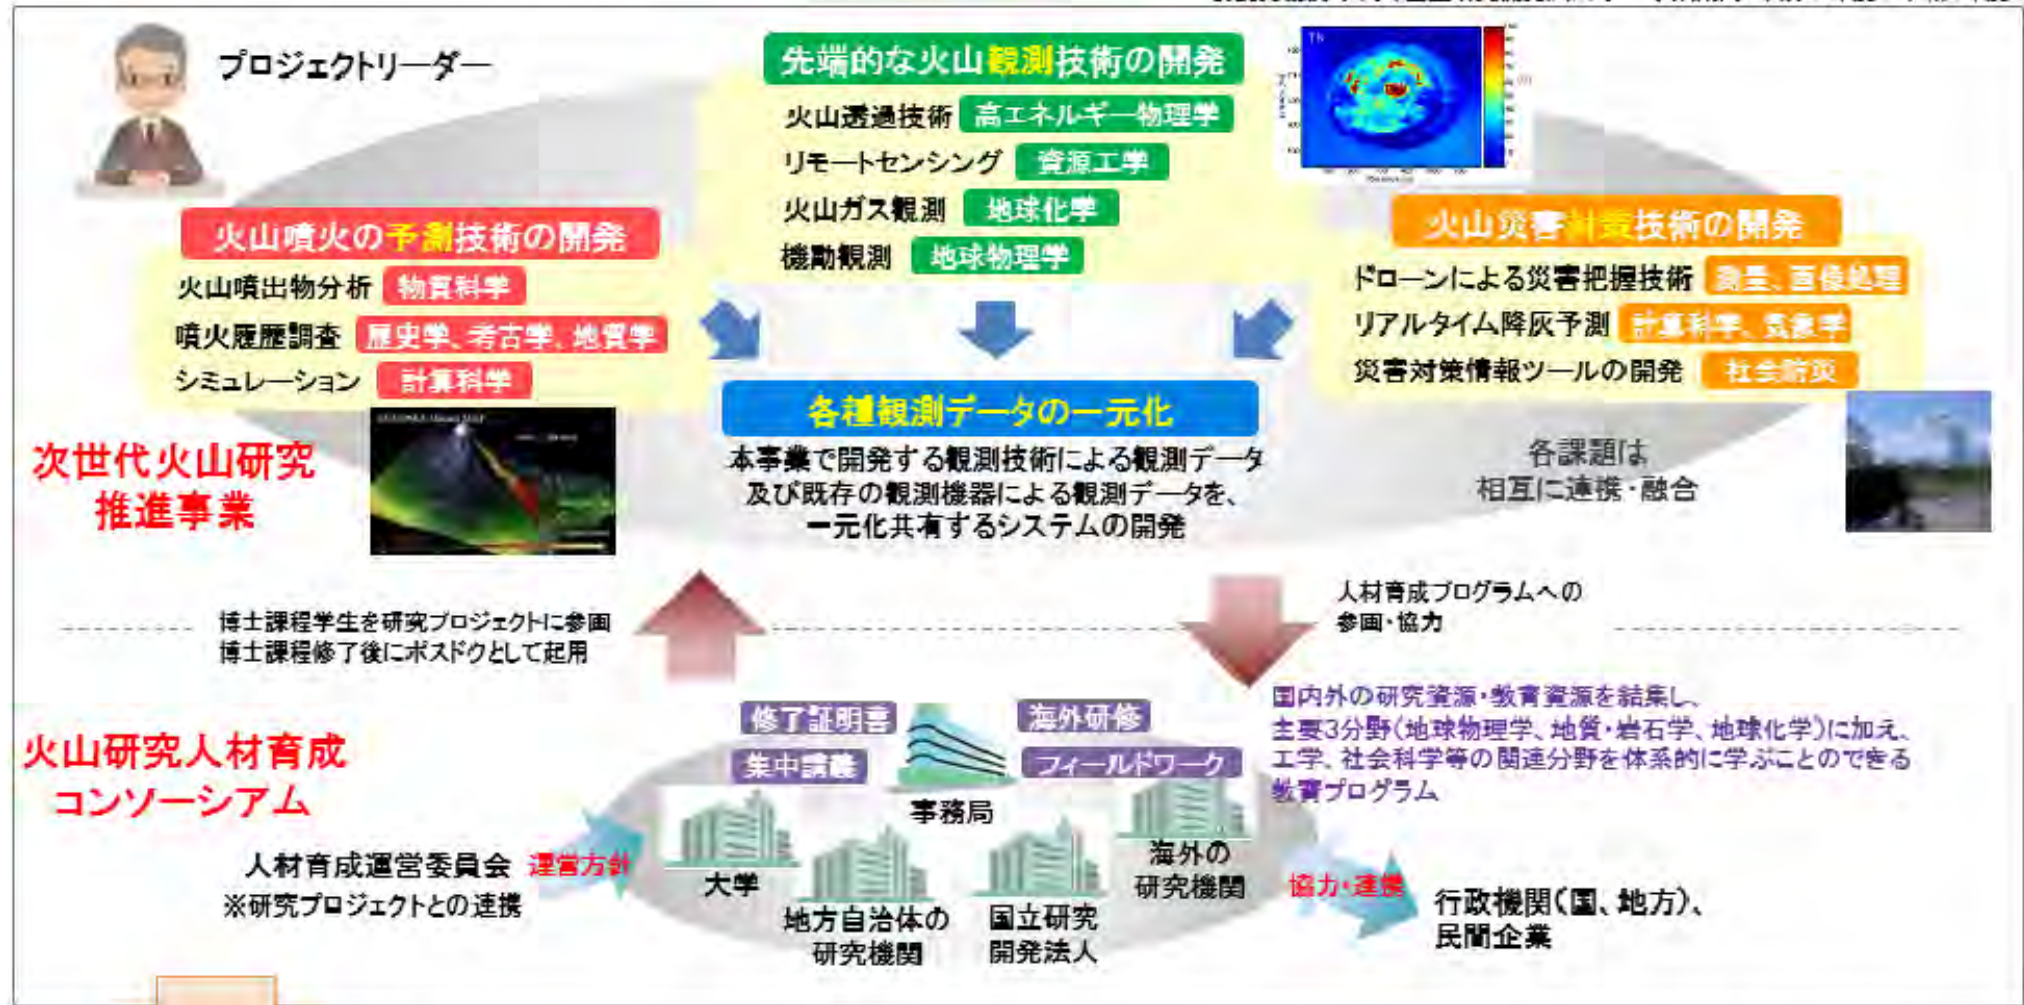 プロジェクトリーダー
先端的な火山観測技術の開発
火山透過技術 高エネルギー物理学
リモートセンシング 資源工学
火山ガス観測 地球化学
機動観測 地球物理学
火山噴火の予測技術の開発
火山噴出物分析 物質科学
噴火履歴調査 歴史学、考古学、地質学
シミュレーション 計算科学
火山災害対策技術の開発
ドローンによる災害把握技術 測量、画像処理
リアルタイム降灰予測 計算科学、気象学
災害対策情報ツールの開発 社会防災
各種観測データの一元化
本事業で開発する観測技術による観測データ
及び既存の観測機器による観測データを、
一元化共有するシステムの開発
各課題は
相互に連携・融合
次世代火山研究
推進事業
博士課程学生を研究プロジェクトに参画
博士課程修了後にポスドクとして起用
人材育成プログラムへの
参画・協力
火山研究人材育成
コンソーシアム
修了証明書
海外研修
集中講義
フィールドワーク
事務局
国内外の研究資源・教育資源を結集し、
主要3分野(地球物理学、地質・岩石学、地球化学)に加え、
工学、社会科学等の関連分野を体系的に学ぶことのできる
教育プログラム
人材育成運営委員会 運営方針
※研究プロジェクトとの連携
大学
地方自治体の
研究機関
国立研究
開発法人
海外の
研究機関
協力・連携
行政機関(国、地方)、
民間企業